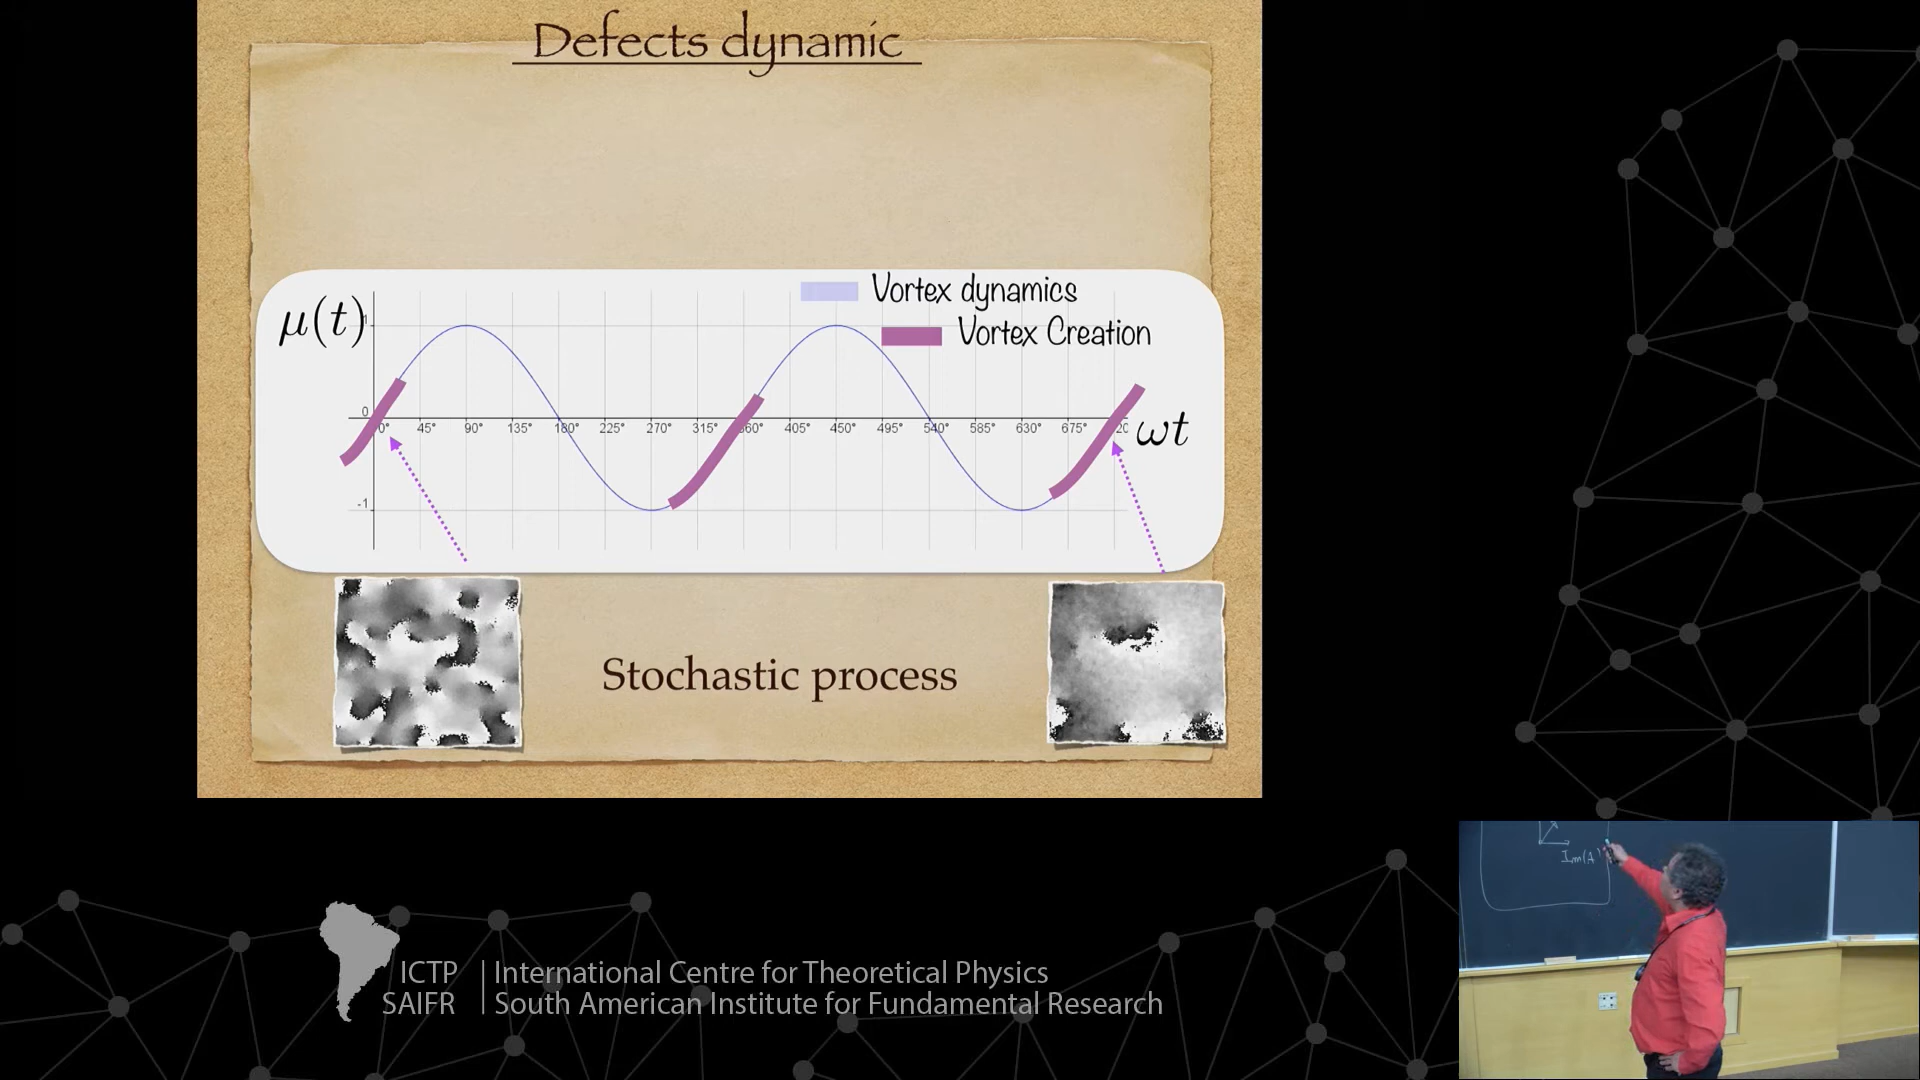 Defects dynamic
Vortex dynamics
μ(t)
1
Vortex Creation
0
0° 45° 90° 135° 180° 225° 270° 315° 360° 405° 450° 495° 540° 585° 630° 675° 20
ωt
-1
Stochastic process
Im(A)
ICTP International Centre for Theoretical Physics
SAIFR South American Institute for Fundamental Research